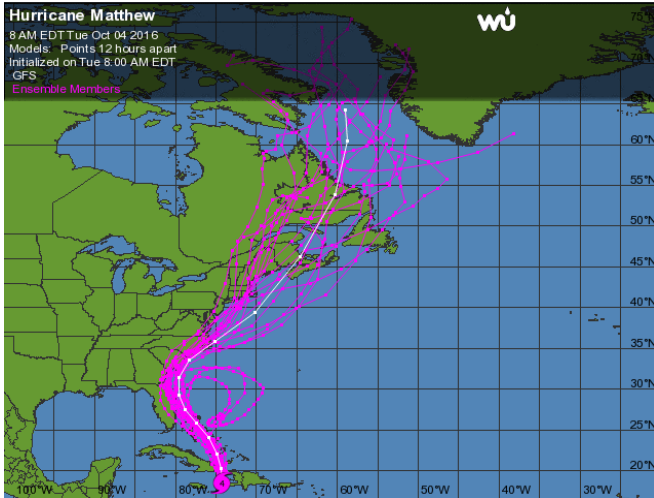 Hurricane Matthew
8 AM EDT Tue Oct 04 2016
Models: Points 12 hours apart
Initialized on Tue 8:00 AM EDT
GFS
Ensemble Members
wu
75°N
65°N
60°N
55°N
50°N
45°N
40°N
35°N
30°N
25°N
20°N
4
100°W 90°W 80°W 70°W 60°W 50°W 40°W 30°W